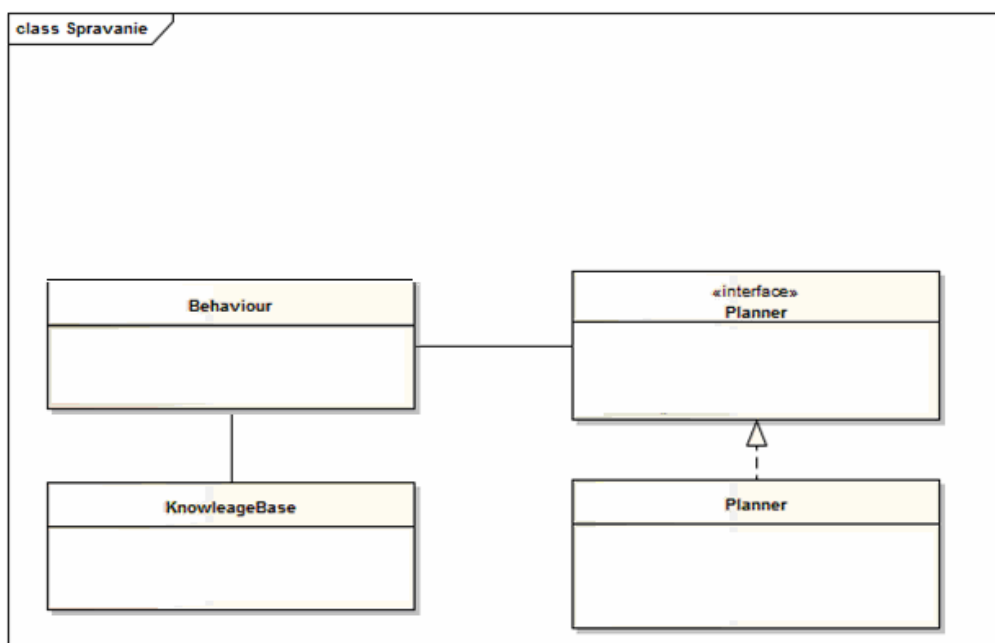 class Spravanie
Behaviour
«interface»
Planner
KnowleageBase
Planner